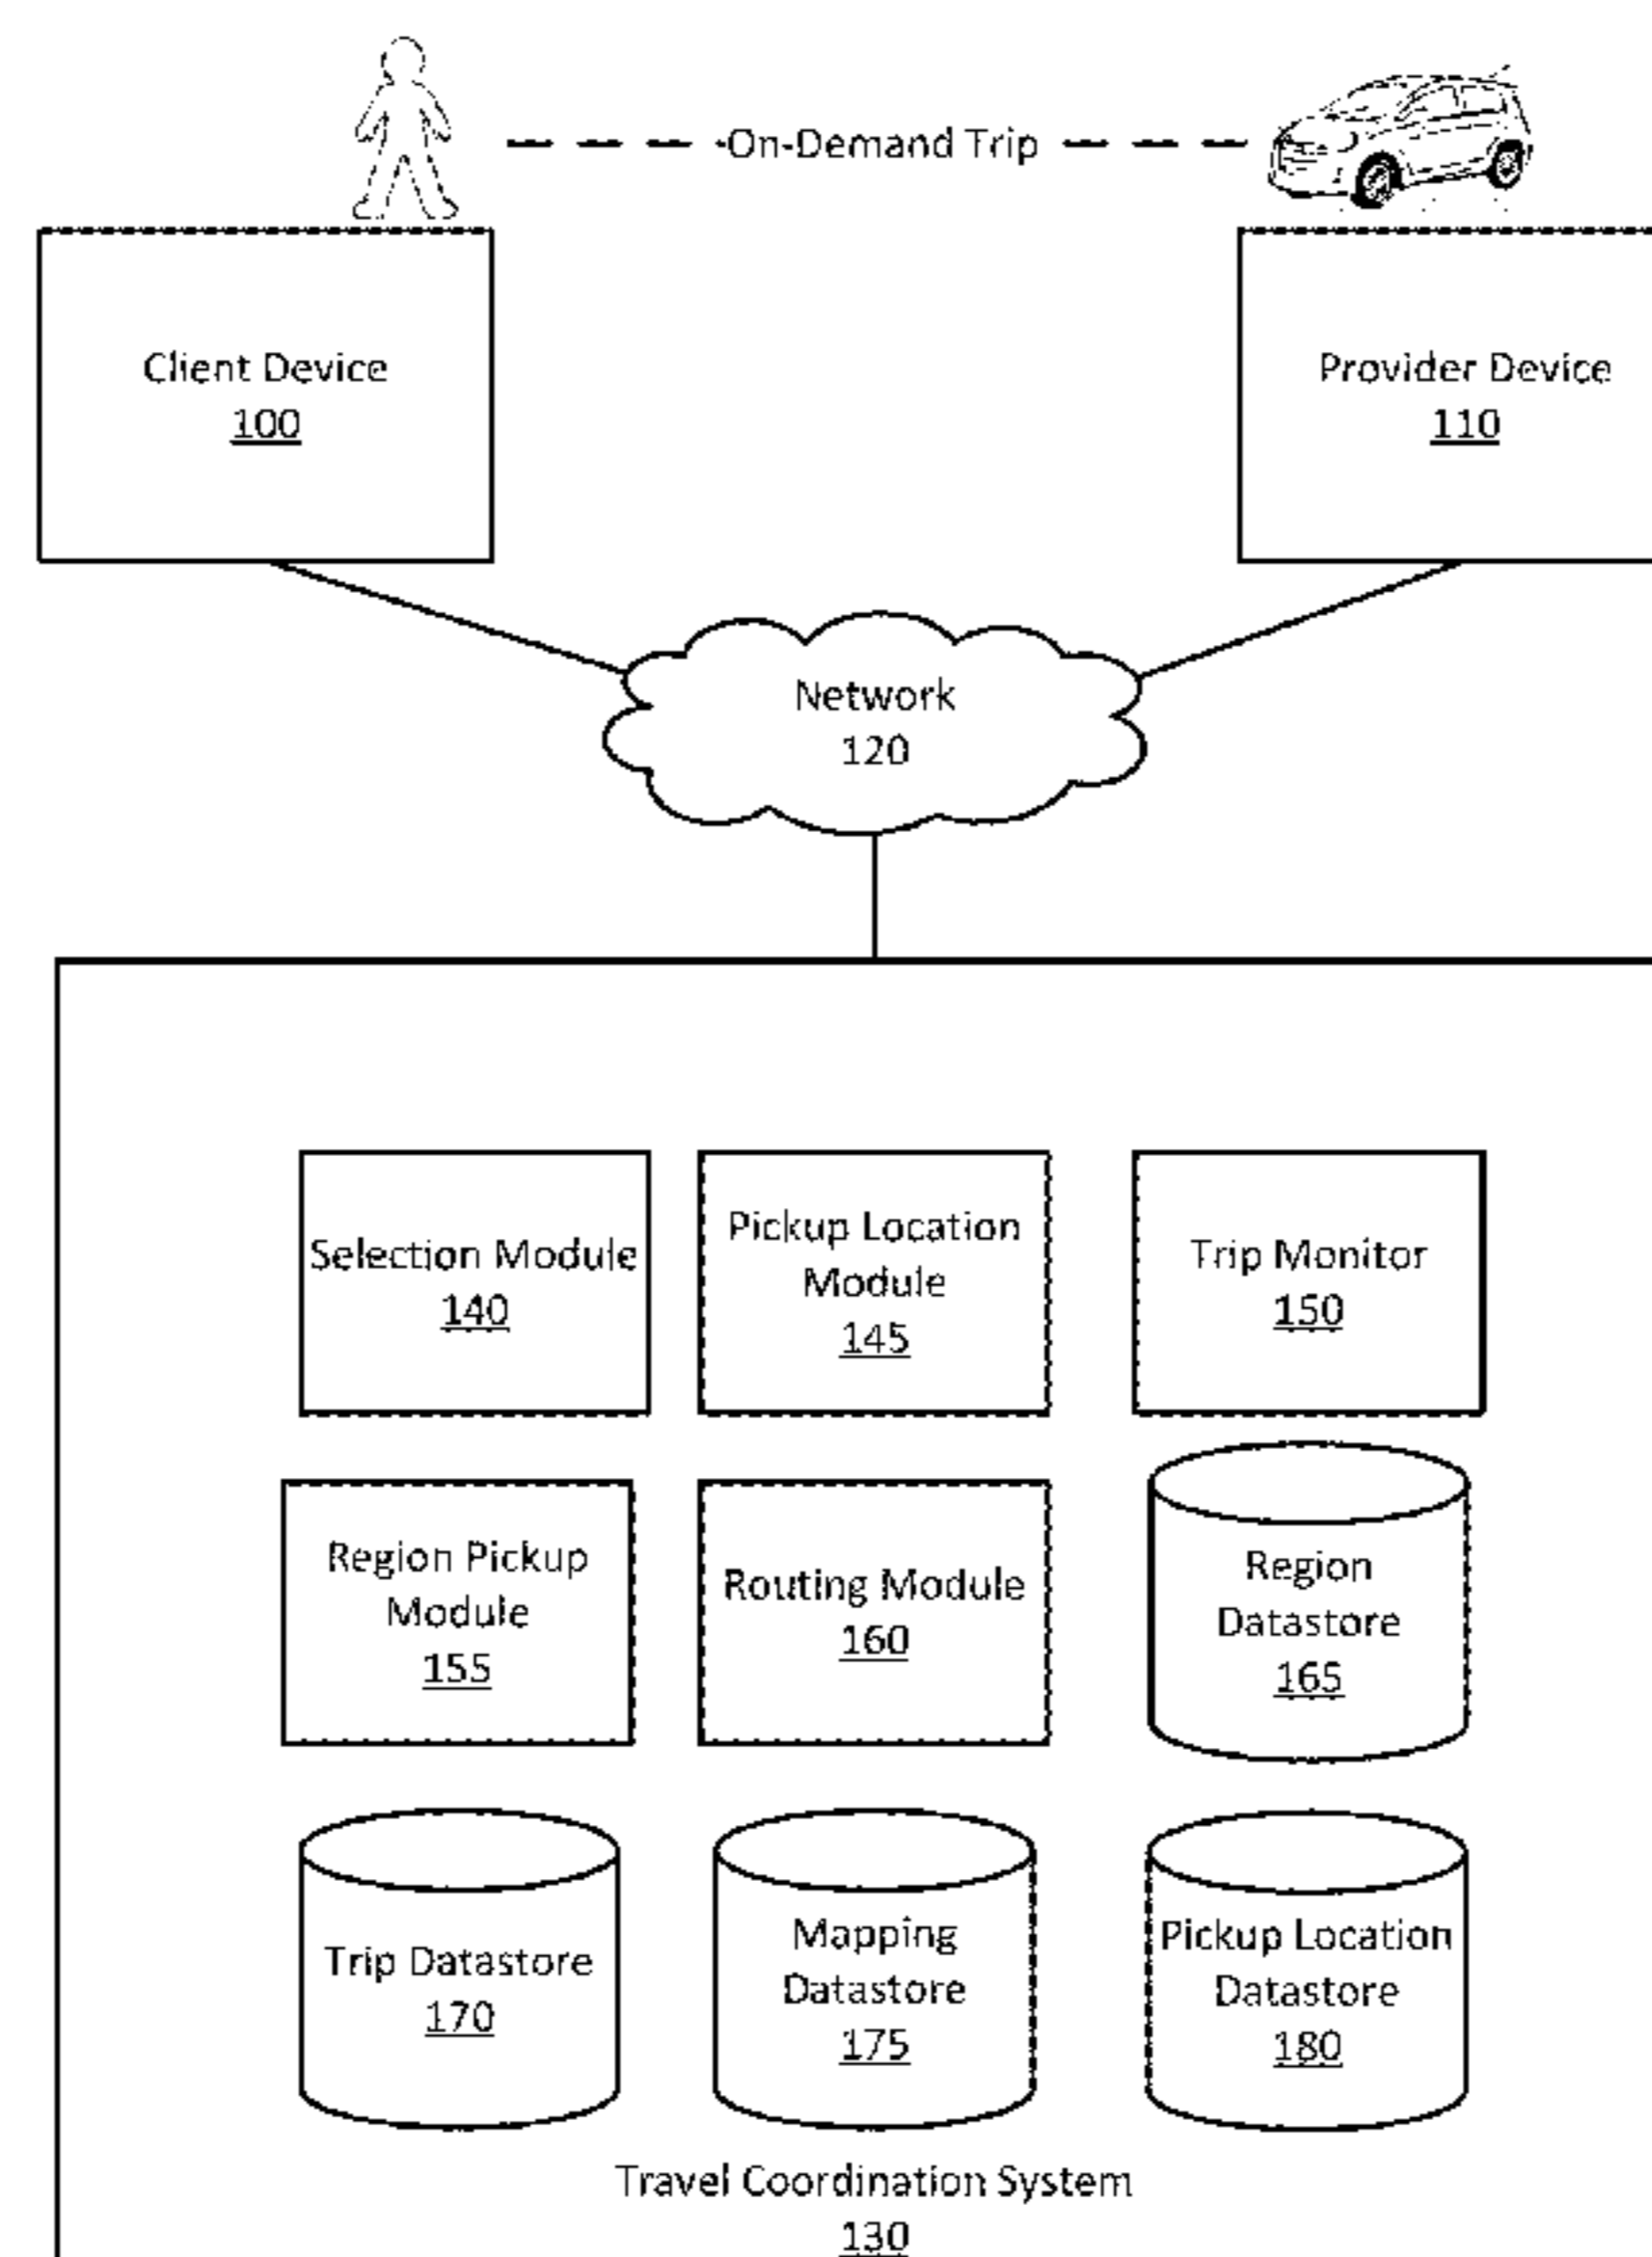 On-Demand Trip
Client Device
100
Provider Device
110
Network
120
Selection Module
140
Pickup Location
Module
145
Trip Monitor
150
Region Pickup
Module
155
Routing Module
160
Region
Datastore
165
Trip Datastore
170
Mapping
Datastore
175
Pickup Location
Datastore
180
Travel Coordination System
130